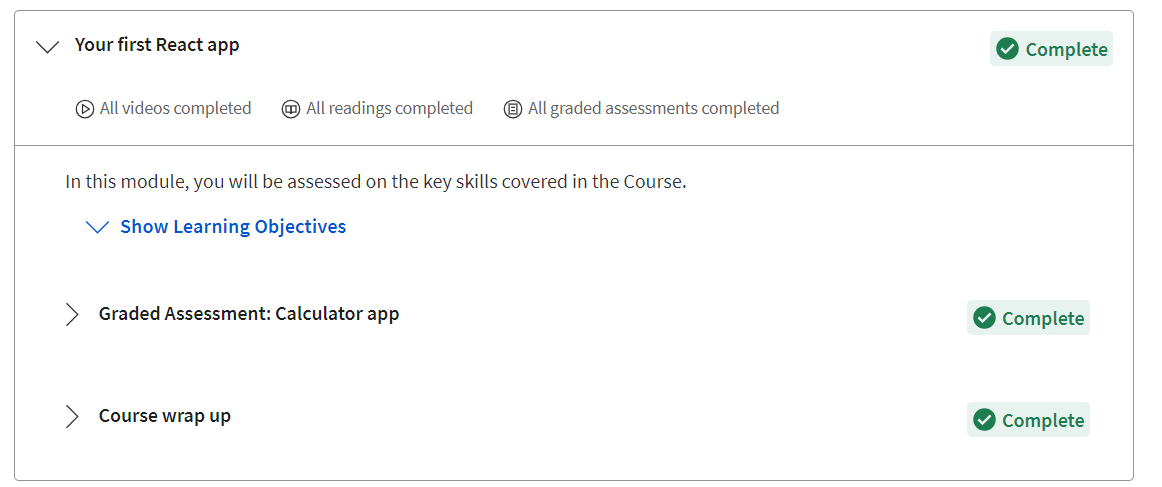 Your first React app
Complete
All videos completed
All readings completed
All graded assessments completed
In this module, you will be assessed on the key skills covered in the Course.
Show Learning Objectives
Graded Assessment: Calculator app
Complete
Course wrap up
Complete